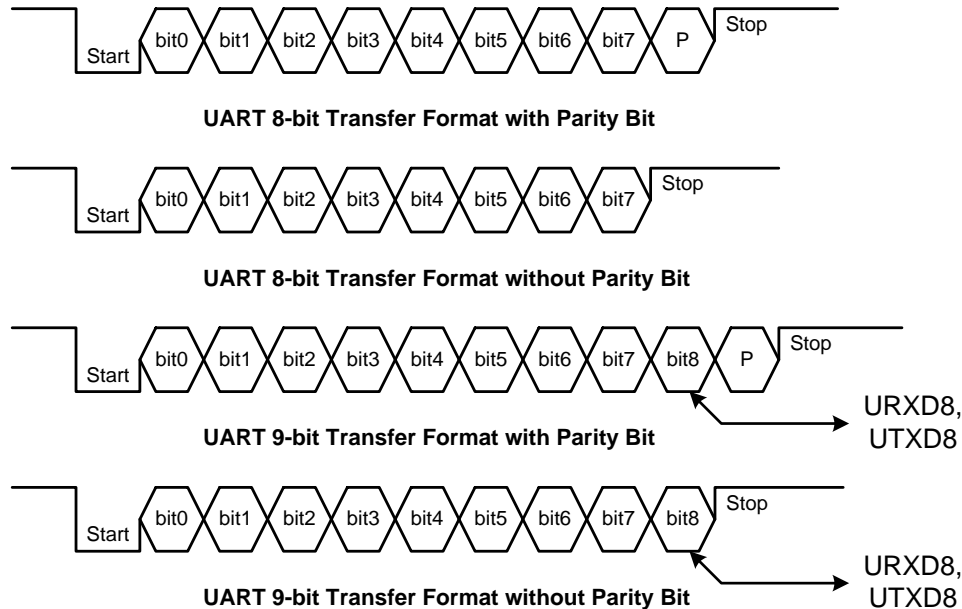 Start bit0 bit1 bit2 bit3 bit4 bit5 bit6 bit7 P Stop
UART 8-bit Transfer Format with Parity Bit
Start bit0 bit1 bit2 bit3 bit4 bit5 bit6 bit7 Stop
UART 8-bit Transfer Format without Parity Bit
Start bit0 bit1 bit2 bit3 bit4 bit5 bit6 bit7 bit8 P Stop
URXD8,
UTXD8
UART 9-bit Transfer Format with Parity Bit
Start bit0 bit1 bit2 bit3 bit4 bit5 bit6 bit7 bit8 Stop
URXD8,
UTXD8
UART 9-bit Transfer Format without Parity Bit